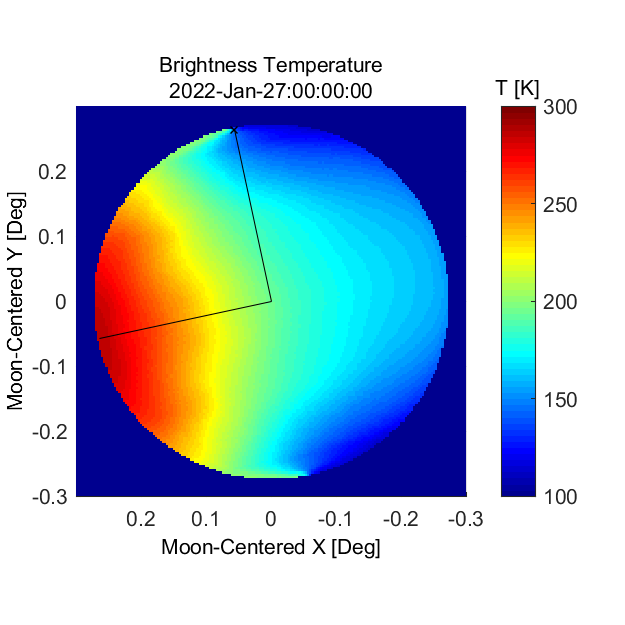 Brightness Temperature
2022-Jan-27:00:00:00
T [K]
300
250
200
150
100
Moon-Centered Y [Deg]
0.2
0.1
0
-0.1
-0.2
-0.3
0.2 0.1 0 -0.1 -0.2 -0.3
Moon-Centered X [Deg]